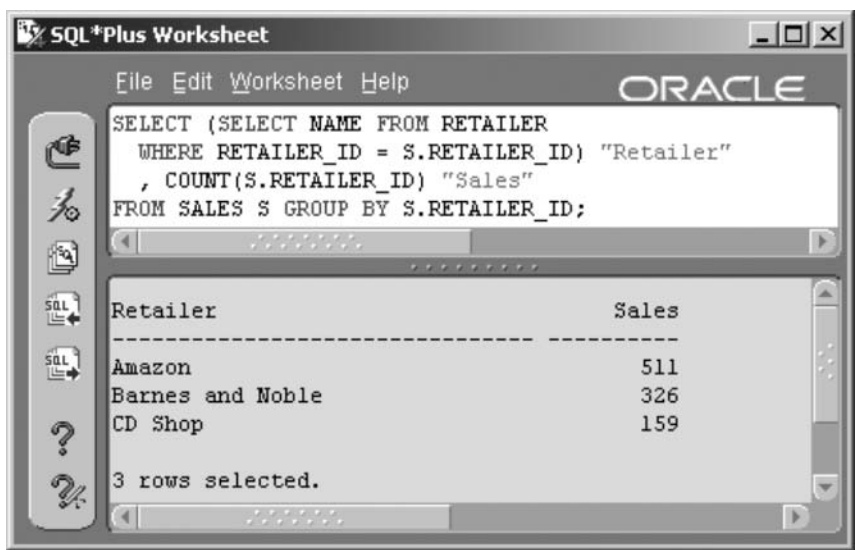 SQL*Plus Worksheet
File Edit Worksheet Help
ORACLE
SELECT (SELECT NAME FROM RETAILER
WHERE RETAILER_ID = S.RETAILER_ID) "Retailer"
, COUNT(S.RETAILER_ID) "Sales"
FROM SALES S GROUP BY S.RETAILER_ID;
Retailer Sales
------------------------------ ----------
Amazon 511
Barnes and Noble 326
CD Shop 159
3 rows selected.
SQL
SQL